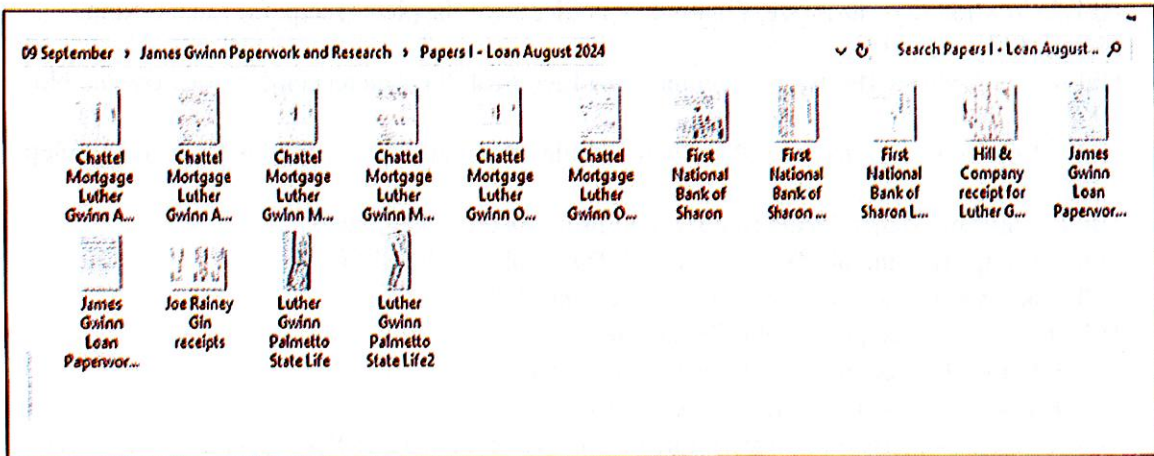 09 September › James Gwinn Paperwork and Research › Papers I - Loan August 2024
Search Papers I - Loan August...
Chattel Mortgage Luther Gwinn A...
Chattel Mortgage Luther Gwinn A...
Chattel Mortgage Luther Gwinn M...
Chattel Mortgage Luther Gwinn M...
Chattel Mortgage Luther Gwinn O...
Chattel Mortgage Luther Gwinn O...
First National Bank of Sharon
First National Bank of Sharon ...
First National Bank of Sharon L...
Hill & Company receipt for Luther G...
James Gwinn Loan Paperwor...
James Gwinn Loan Paperwor...
Joe Rainey Gin receipts
Luther Gwinn Palmetto State Life
Luther Gwinn Palmetto State Life2